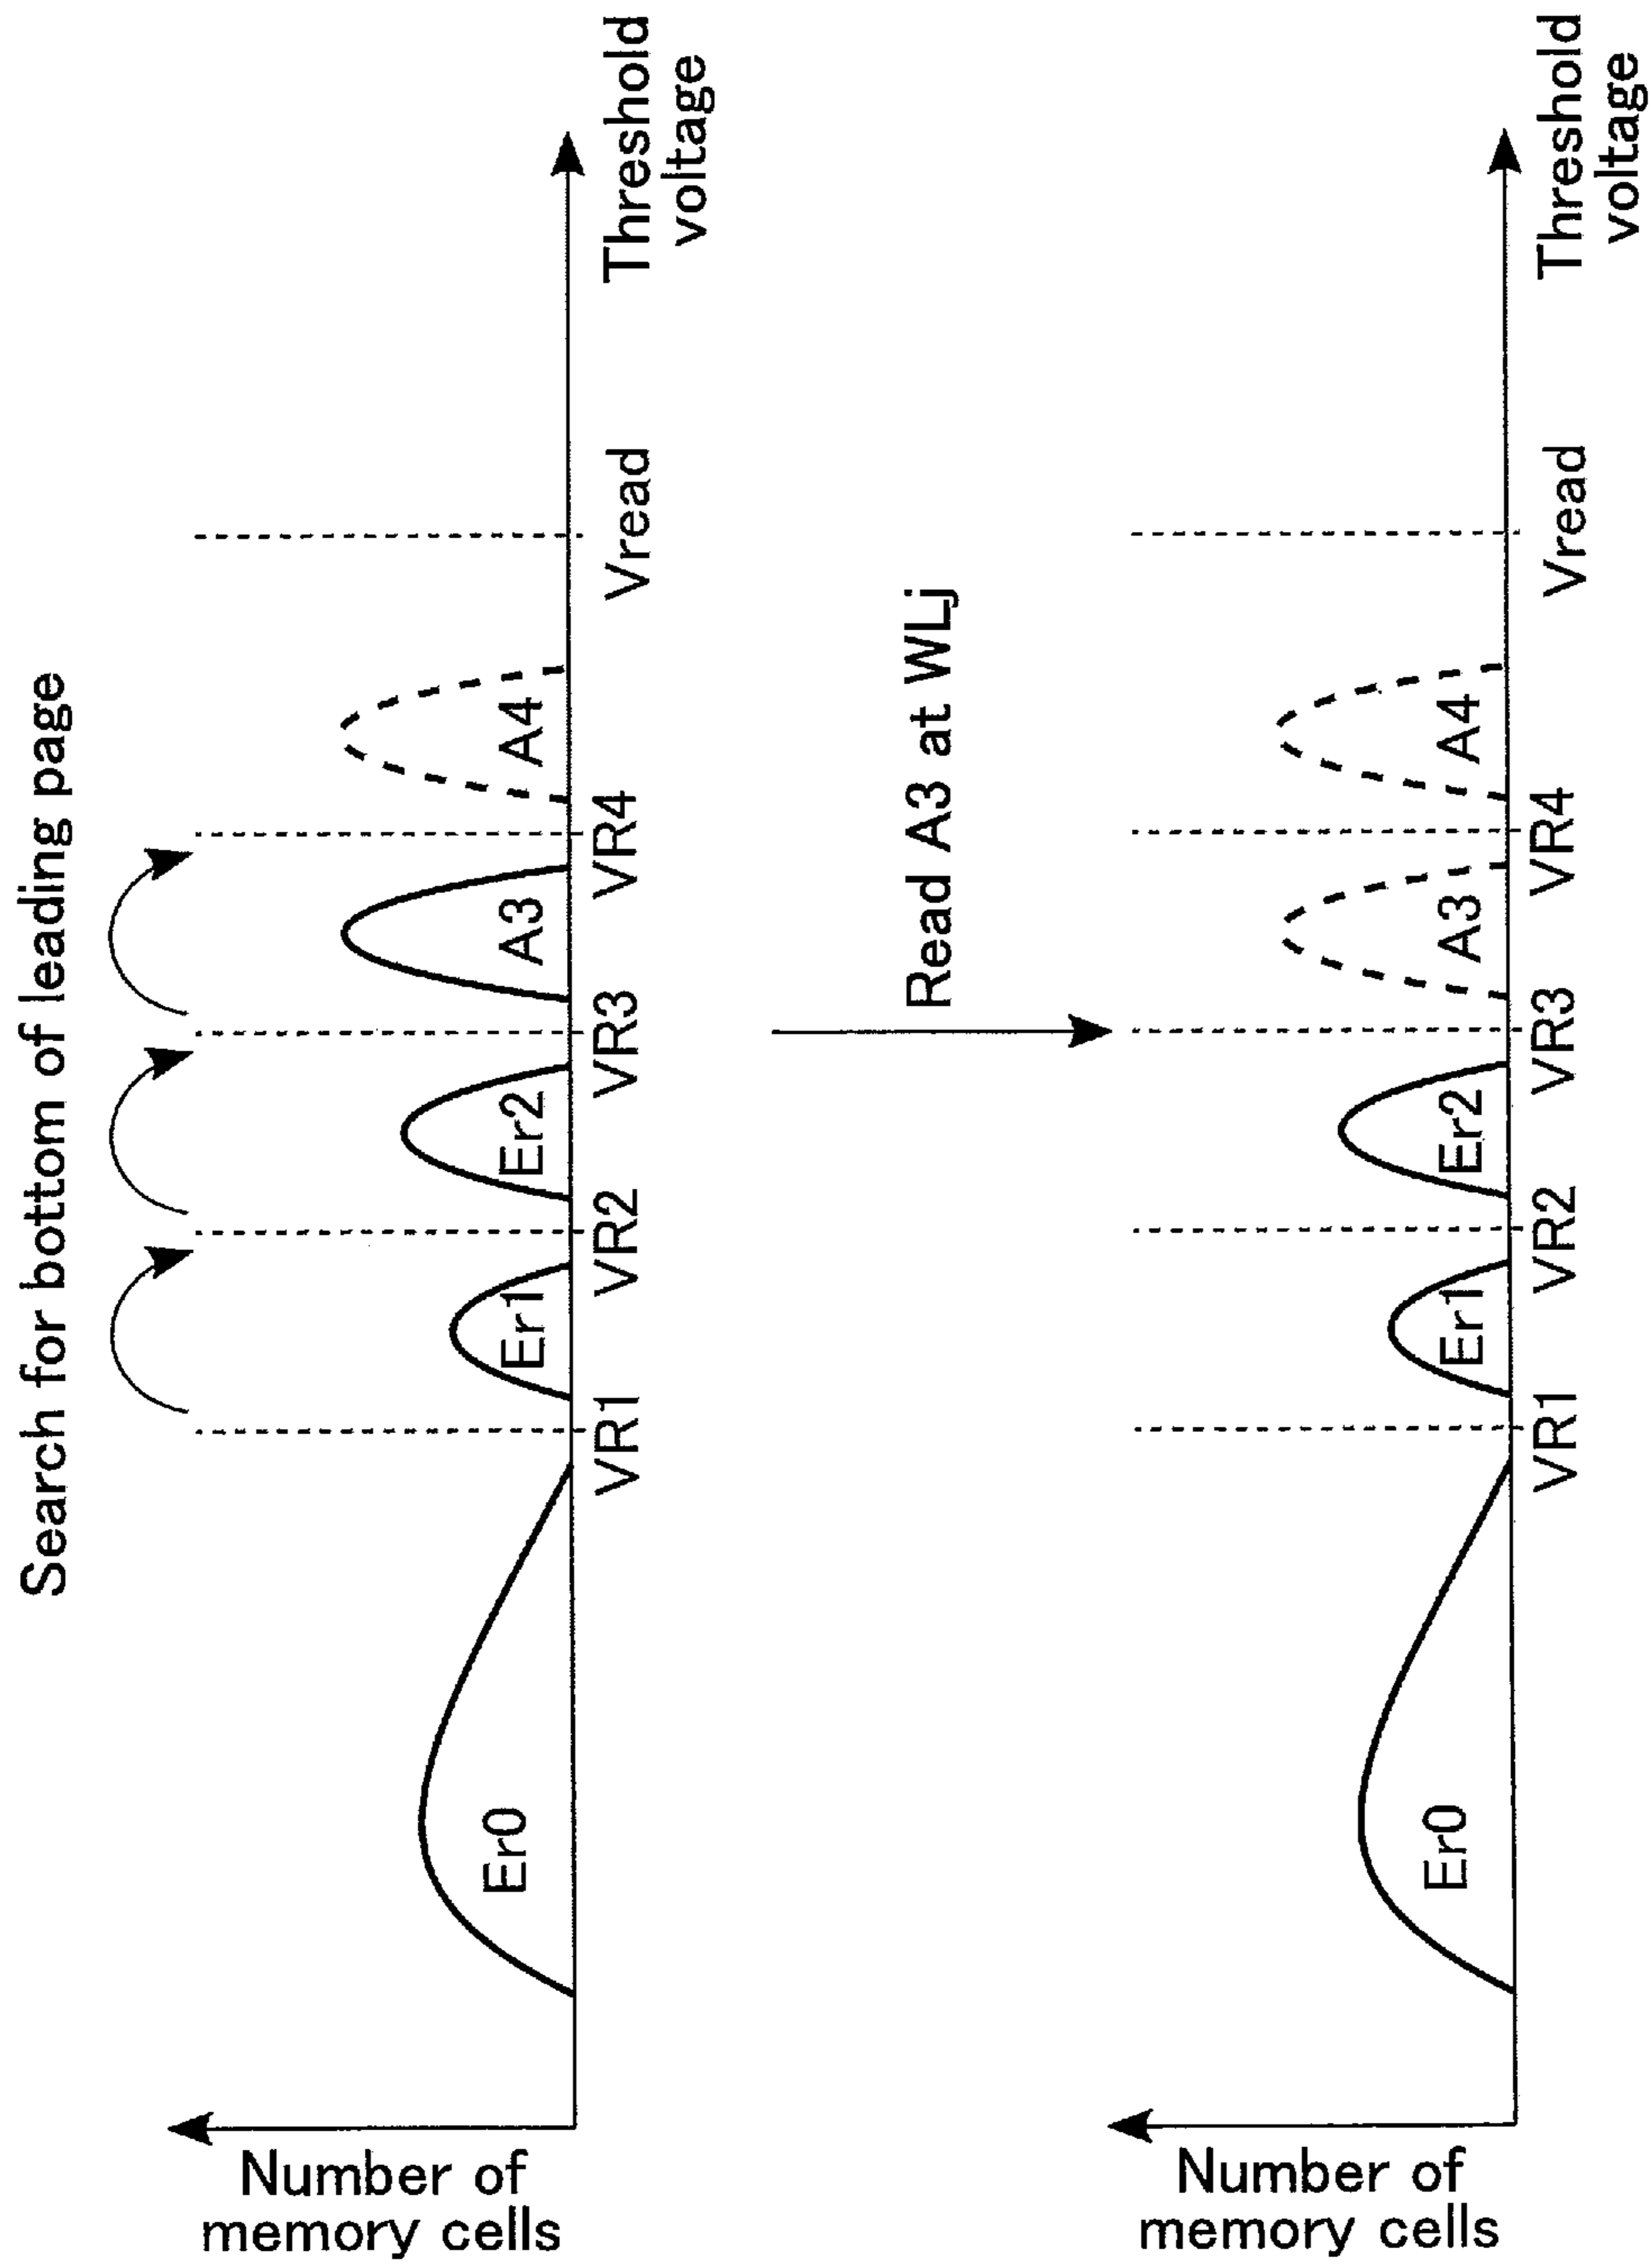 Search for bottom of leading page
Number of
memory cells
Er0
Er1
Er2
A3
A4
VR1
VR2
VR3
VR4
Vread
Threshold
voltage
Read A3 at WLj
Number of
memory cells
Er0
Er1
Er2
A3
A4
VR1
VR2
VR3
VR4
Vread
Threshold
voltage